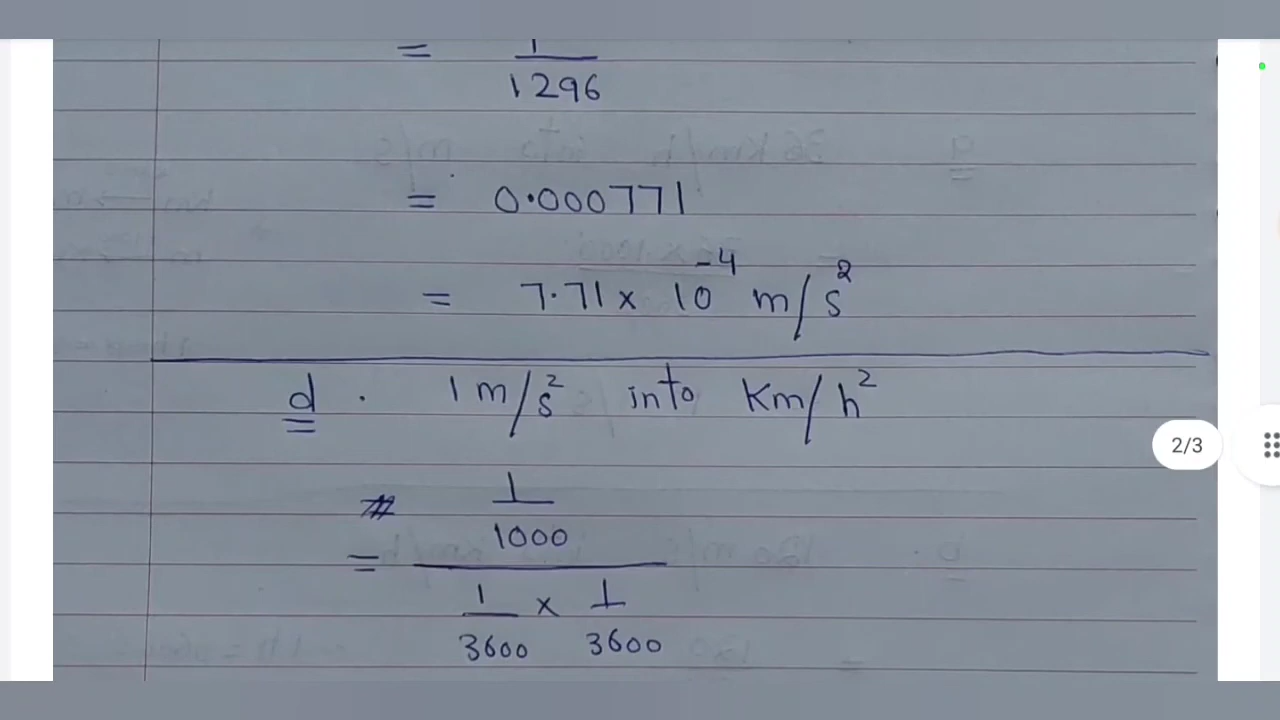 = 1/1296
= 0.000771
= 7.71 x 10⁻⁴ m/s²
d. 1 m/s² into Km/h²
1/1000
= ———
1/3600 x 1/3600
2/3